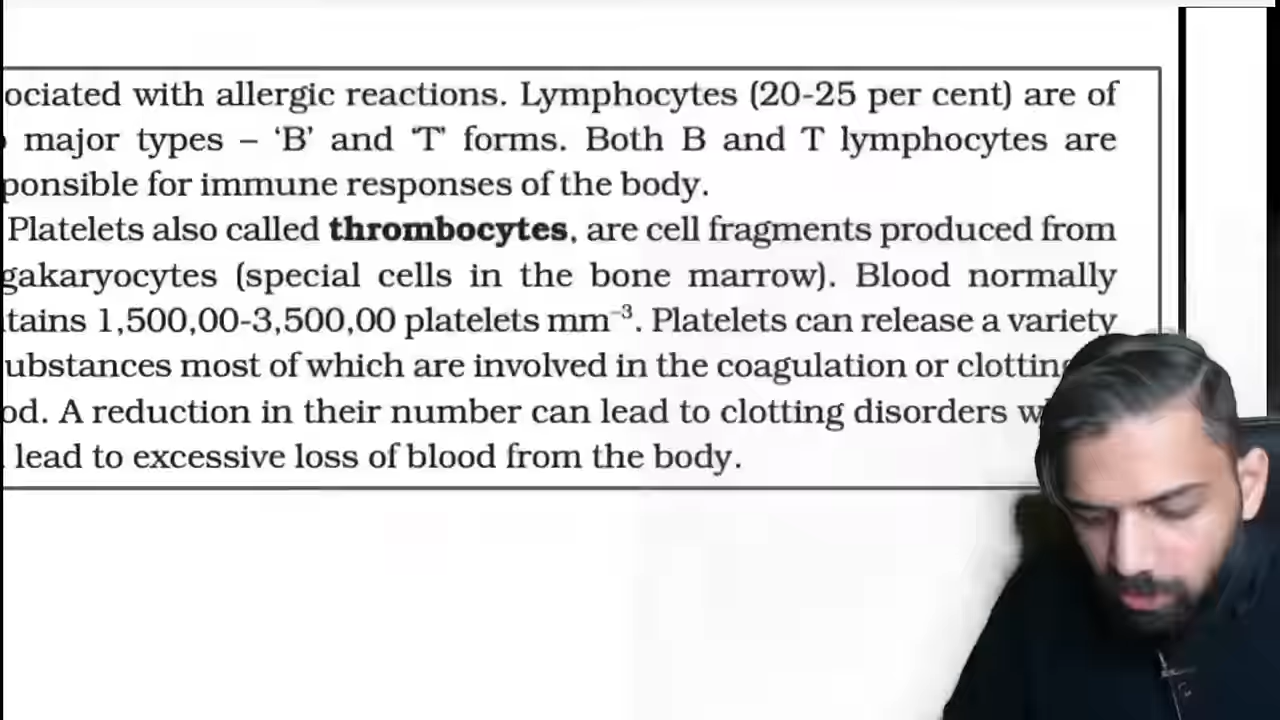 ociated with allergic reactions. Lymphocytes (20-25 per cent) are of
major types – ‘B’ and ‘T’ forms. Both B and T lymphocytes are
ponsible for immune responses of the body.
Platelets also called thrombocytes, are cell fragments produced from
gakaryocytes (special cells in the bone marrow). Blood normally
tains 1,500,00-3,500,00 platelets mm⁻³. Platelets can release a variety
ubstances most of which are involved in the coagulation or clotting
od. A reduction in their number can lead to clotting disorders
lead to excessive loss of blood from the body.